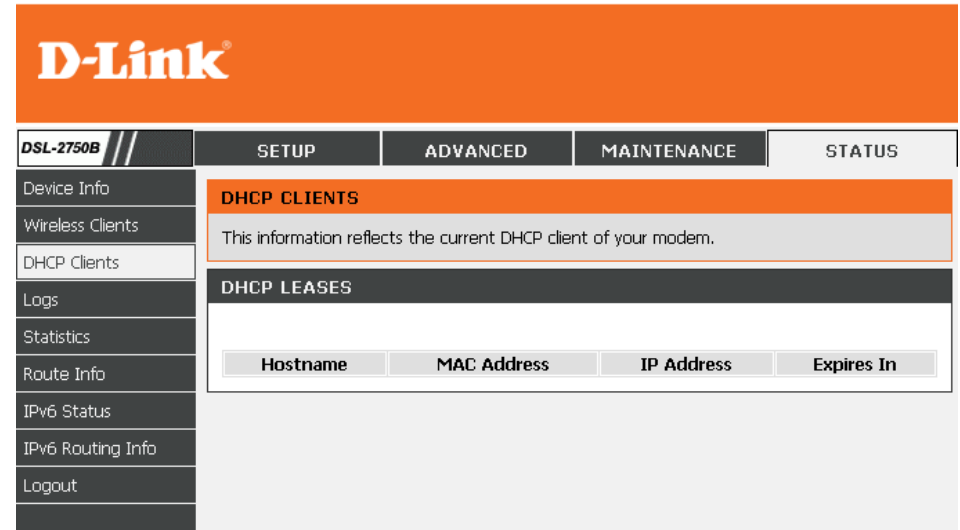 D-Link®
DSL-2750B
SETUP
ADVANCED
MAINTENANCE
STATUS
Device Info
Wireless Clients
DHCP Clients
Logs
Statistics
Route Info
IPv6 Status
IPv6 Routing Info
Logout
DHCP CLIENTS
This information reflects the current DHCP client of your modem.
DHCP LEASES
Hostname MAC Address IP Address Expires In